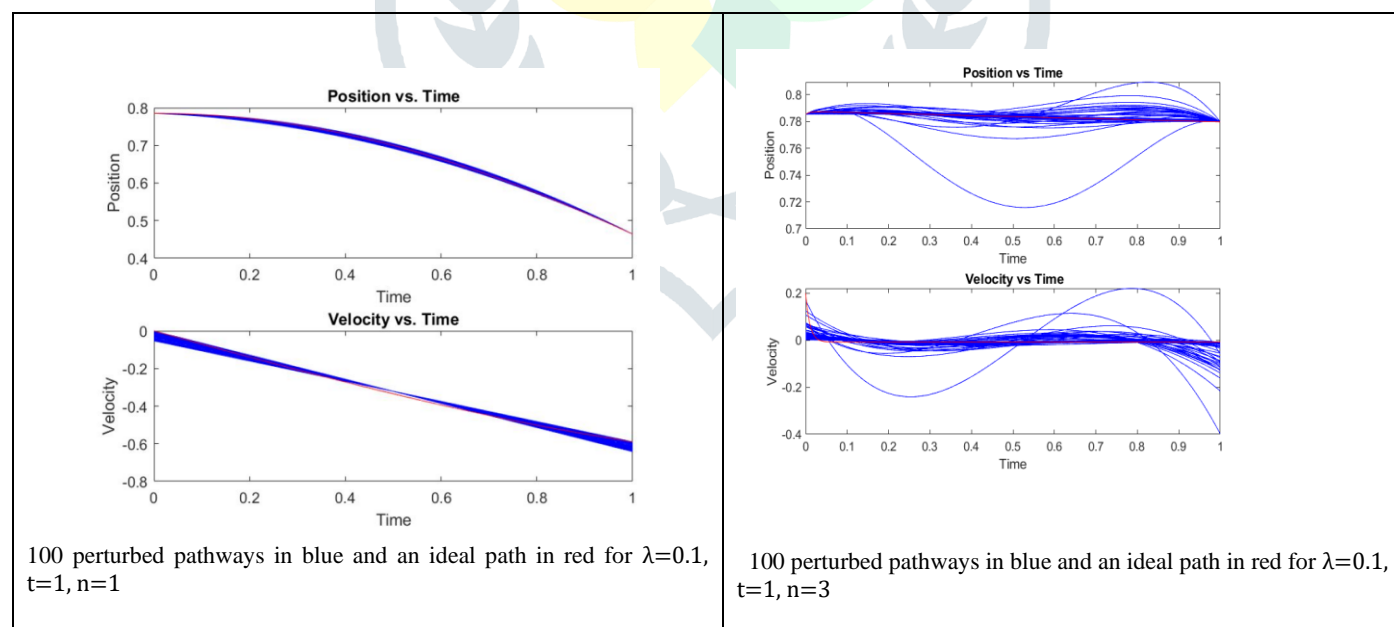 Position vs. Time
0.8
0.7
0.6
0.5
0.4
Position
0 0.2 0.4 0.6 0.8 1
Time
Velocity vs. Time
0
-0.2
-0.4
-0.6
-0.8
Velocity
0 0.2 0.4 0.6 0.8 1
Time
100 perturbed pathways in blue and an ideal path in red for λ=0.1,
t=1, n=1
Position vs Time
0.8
0.78
0.76
0.74
0.72
0.7
Position
0 0.1 0.2 0.3 0.4 0.5 0.6 0.7 0.8 0.9 1
Time
Velocity vs Time
0.2
0
-0.2
-0.4
Velocity
0 0.1 0.2 0.3 0.4 0.5 0.6 0.7 0.8 0.9 1
Time
100 perturbed pathways in blue and an ideal path in red for λ=0.1,
t=1, n=3